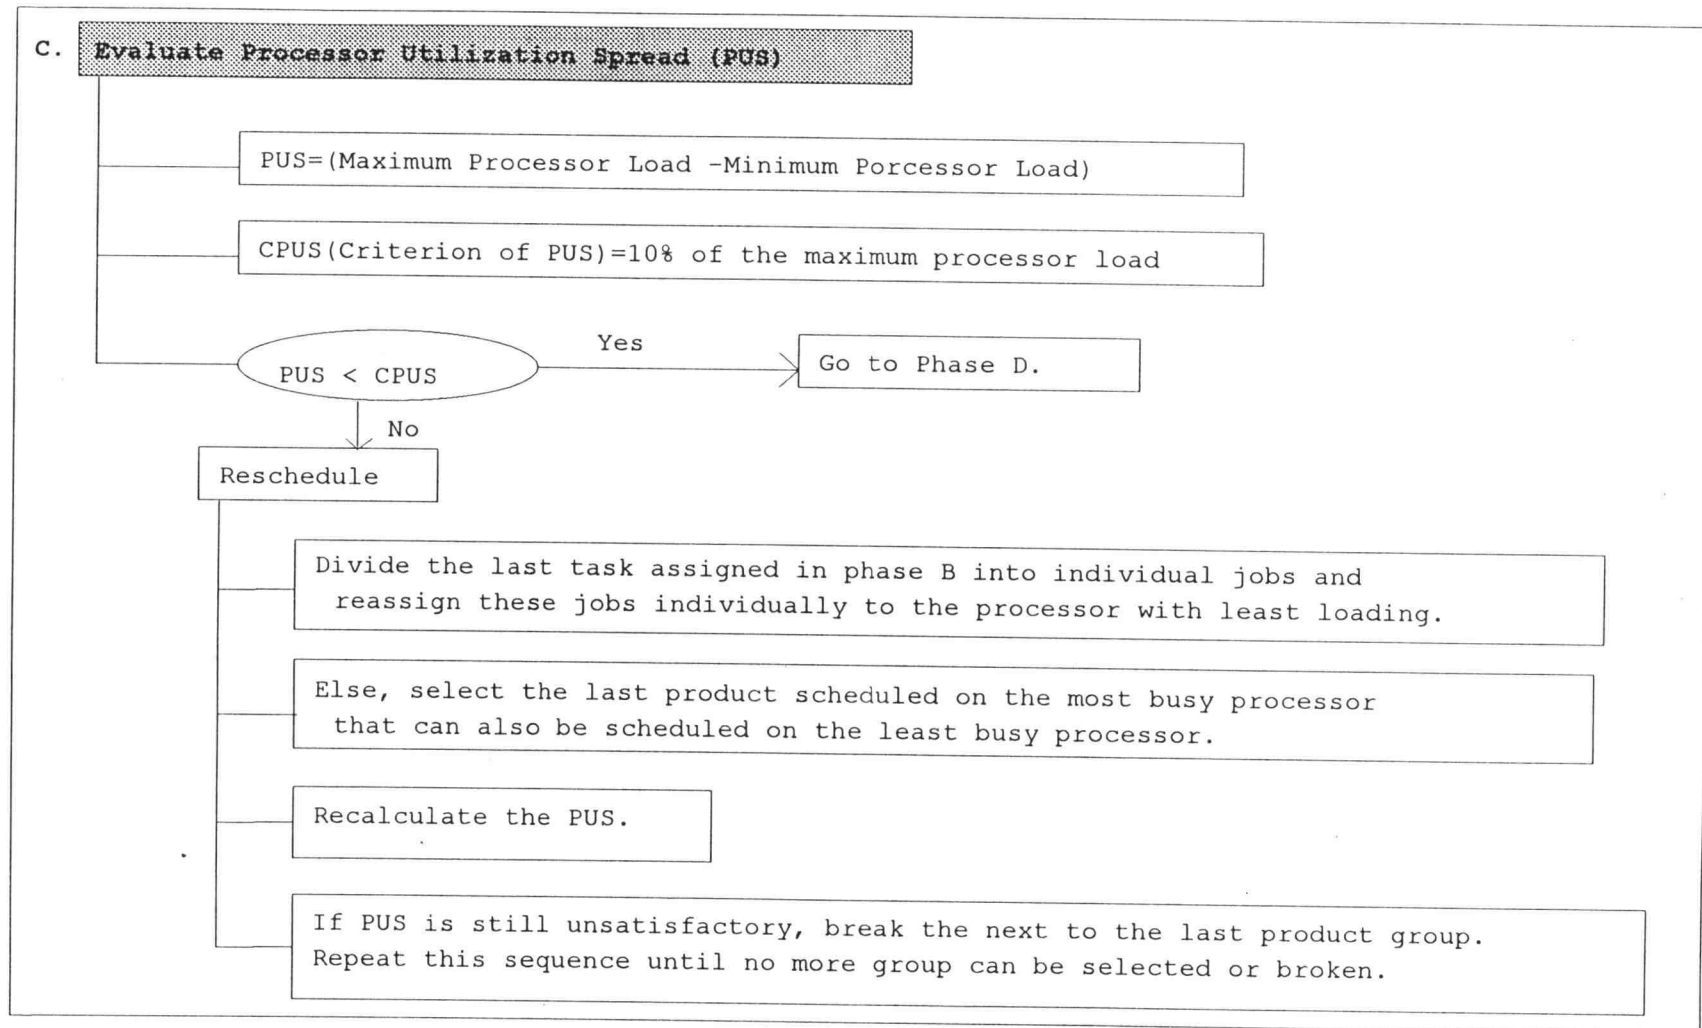 C. Evaluate Processor Utilization Spread (PUS)
PUS=(Maximum Processor Load -Minimum Porcessor Load)
CPUS(Criterion of PUS)=10% of the maximum processor load
PUS < CPUS
Yes
Go to Phase D.
No
Reschedule
Divide the last task assigned in phase B into individual jobs and
reassign these jobs individually to the processor with least loading.
Else, select the last product scheduled on the most busy processor
that can also be scheduled on the least busy processor.
Recalculate the PUS.
If PUS is still unsatisfactory, break the next to the last product group.
Repeat this sequence until no more group can be selected or broken.